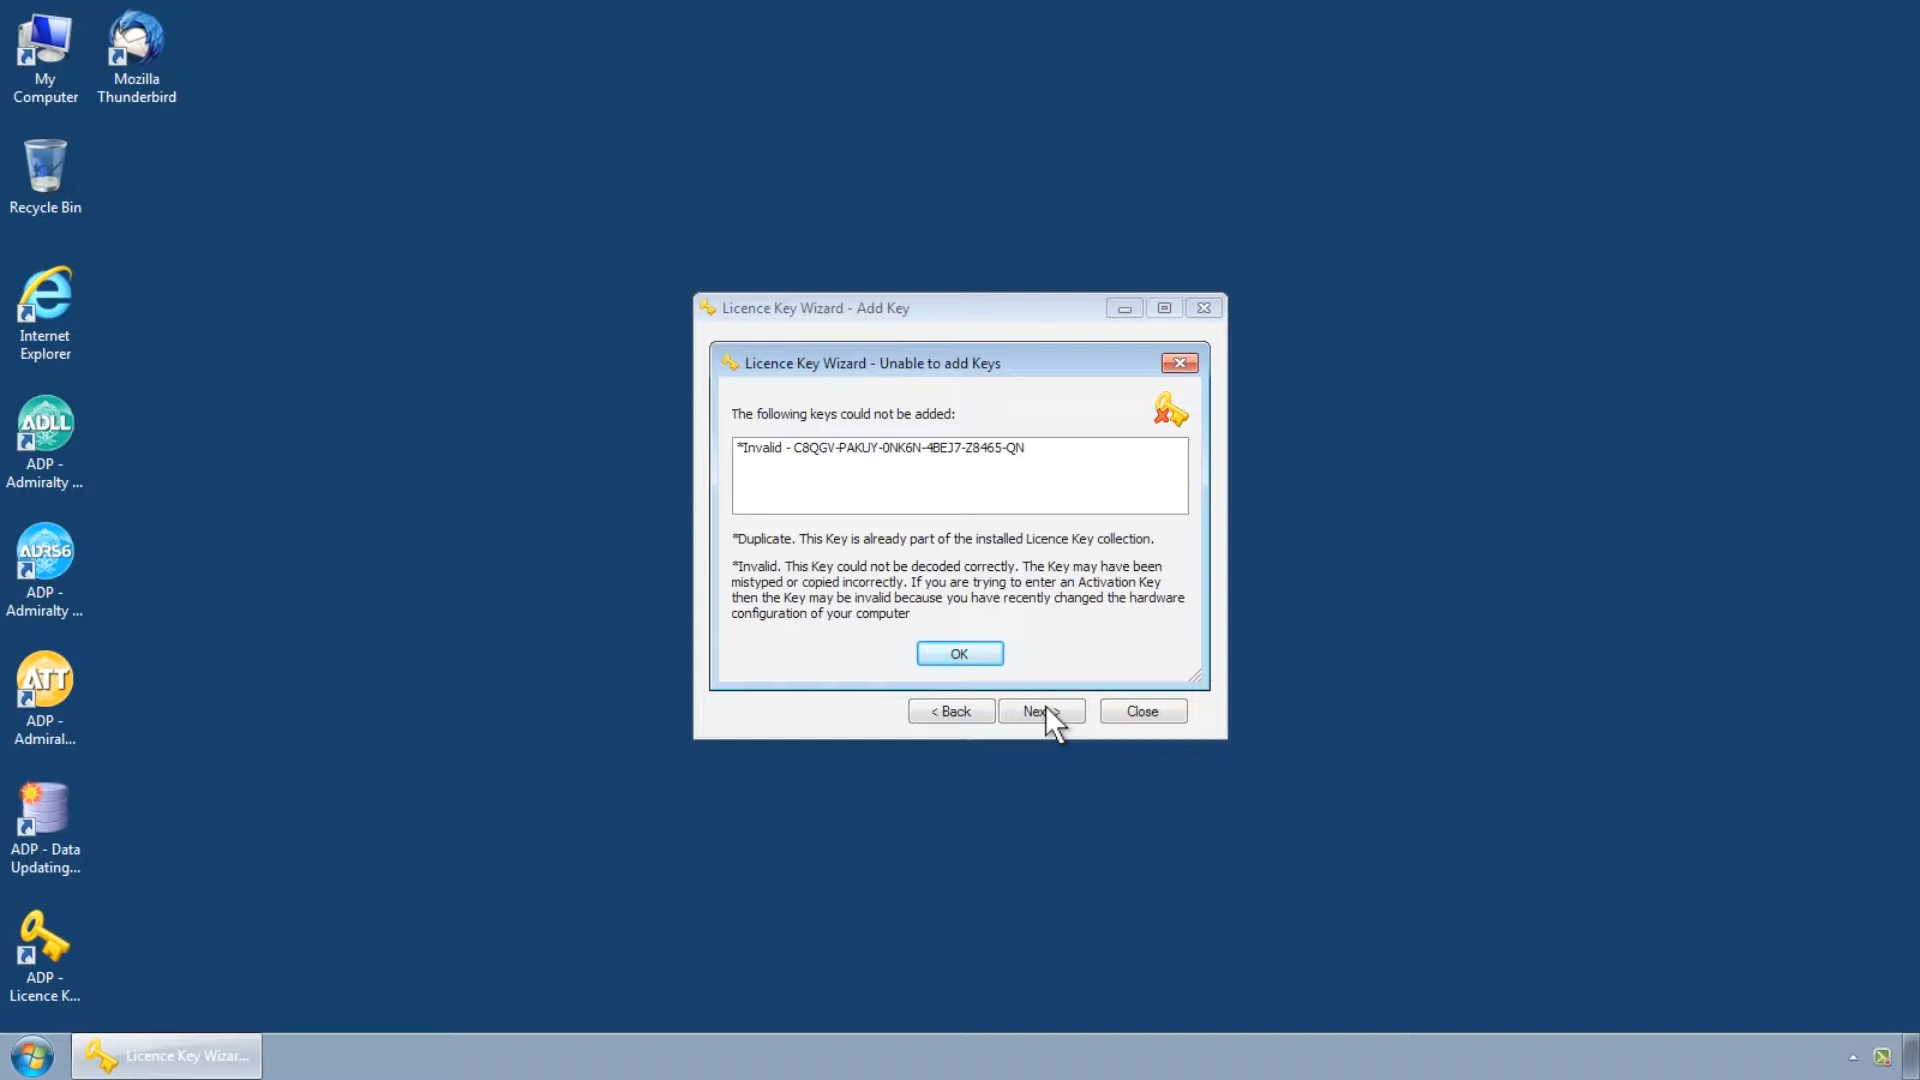 My
Computer
Mozilla
Thunderbird
Recycle Bin
Internet
Explorer
ADLL
ADP -
Admiralty ...
ADRS6
ADP -
Admiralty ...
ATT
ADP -
Admiral...
ADP - Data
Updating...
ADP -
Licence K...
Licence Key Wizard - Add Key
Licence Key Wizard - Unable to add Keys
The following keys could not be added:
*Invalid - C8QGV-PAKUY-0NK6N-4BEJ7-Z8465-QN
*Duplicate. This Key is already part of the installed Licence Key collection.
*Invalid. This Key could not be decoded correctly. The Key may have been
mistyped or copied incorrectly. If you are trying to enter an Activation Key
then the Key may be invalid because you have recently changed the hardware
configuration of your computer
OK
< Back
Next >
Close
Licence Key Wizar...